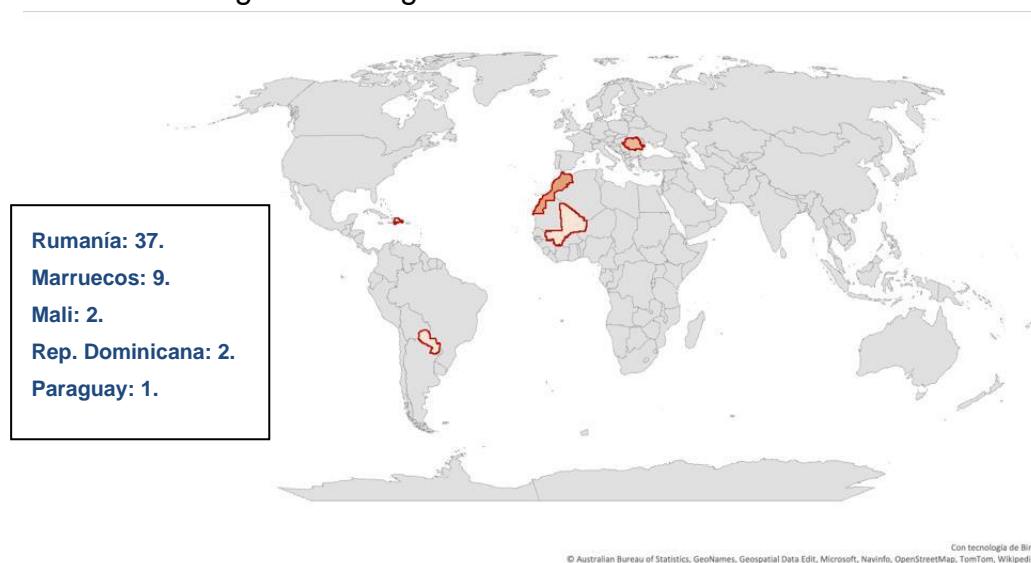 Rumanía: 37.
Marruecos: 9.
Mali: 2.
Rep. Dominicana: 2.
Paraguay: 1.
Con tecnología de
© Australian Bureau of Statistics, GeoNames, Geospatial Data Edit, Microsoft, Navinfo, OpenStreetMap, TomTom,